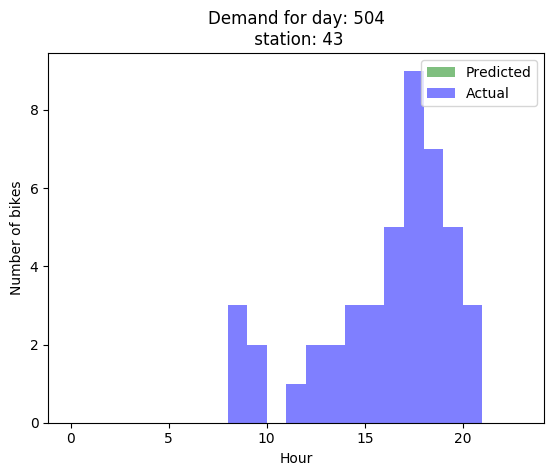 Demand for day: 504
station: 43
Predicted
Actual
8
6
4
2
0
Number of bikes
0 5 10 15 20
Hour